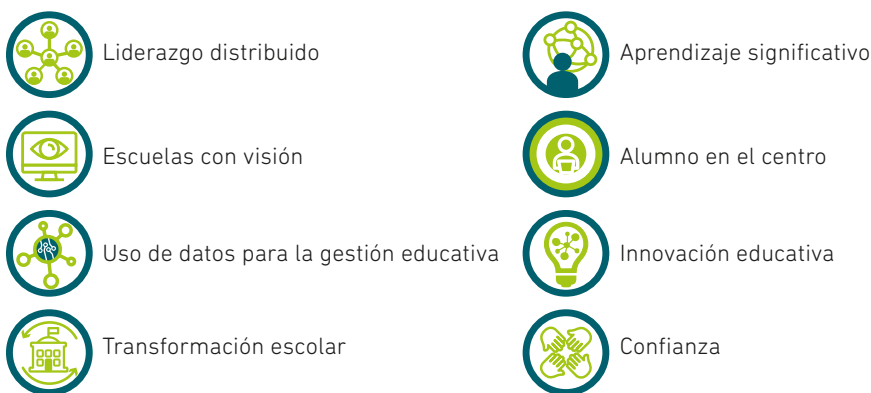 Liderazgo distribuido
Escuelas con visión
Uso de datos para la gestión educativa
Transformación escolar
Aprendizaje significativo
Alumno en el centro
Innovación educativa
Confianza